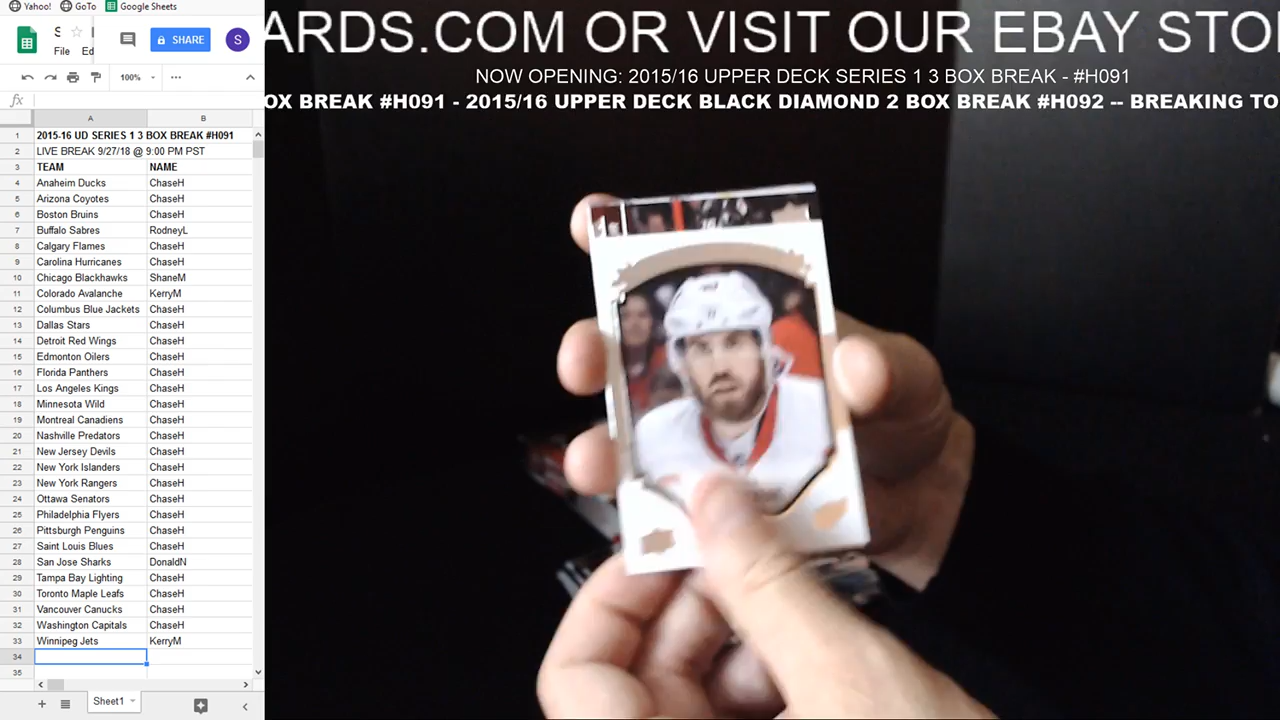 Yahoo! GoTo Google Sheets
S
File Ed
SHARE S
100%
fx
A B
1 2015-16 UD SERIES 1 3 BOX BREAK #H091
2 LIVE BREAK 9/27/18 @ 9:00 PM PST
3 TEAM NAME
4 Anaheim Ducks ChaseH
5 Arizona Coyotes ChaseH
6 Boston Bruins ChaseH
7 Buffalo Sabres RodneyL
8 Calgary Flames ChaseH
9 Carolina Hurricanes ChaseH
10 Chicago Blackhawks ShaneM
11 Colorado Avalanche KerryM
12 Columbus Blue Jackets ChaseH
13 Dallas Stars ChaseH
14 Detroit Red Wings ChaseH
15 Edmonton Oilers ChaseH
16 Florida Panthers ChaseH
17 Los Angeles Kings ChaseH
18 Minnesota Wild ChaseH
19 Montreal Canadiens ChaseH
20 Nashville Predators ChaseH
21 New Jersey Devils ChaseH
22 New York Islanders ChaseH
23 New York Rangers ChaseH
24 Ottawa Senators ChaseH
25 Philadelphia Flyers ChaseH
26 Pittsburgh Penguins ChaseH
27 Saint Louis Blues ChaseH
28 San Jose Sharks DonaldN
29 Tampa Bay Lighting ChaseH
30 Toronto Maple Leafs ChaseH
31 Vancouver Canucks ChaseH
32 Washington Capitals ChaseH
33 Winnipeg Jets KerryM
34
35
Sheet1
ARDS.COM OR VISIT OUR EBAY STO
NOW OPENING: 2015/16 UPPER DECK SERIES 1 3 BOX BREAK - #H091
OX BREAK #H091 - 2015/16 UPPER DECK BLACK DIAMOND 2 BOX BREAK #H092 -- BREAKING TO